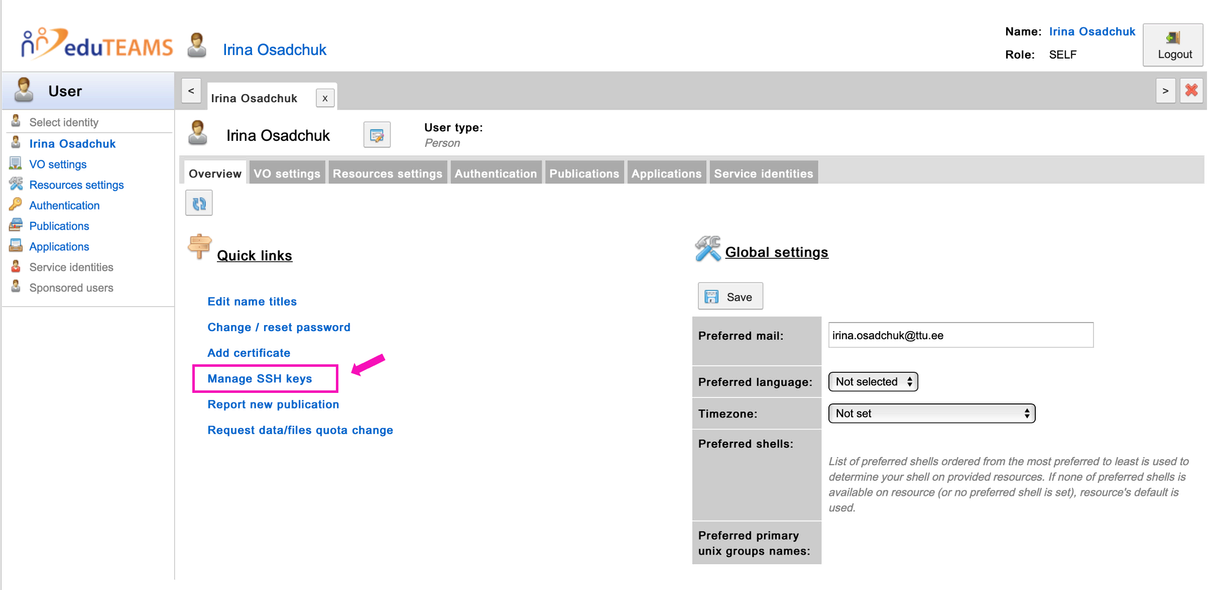 eduTEAMS
Irina Osadchuk
Name: Irina Osadchuk
Role: SELF
Logout
User
Select identity
Irina Osadchuk
VO settings
Resources settings
Authentication
Publications
Applications
Service identities
Sponsored users
<
Irina Osadchuk
x
>
Irina Osadchuk
User type:
Person
Overview
VO settings
Resources settings
Authentication
Publications
Applications
Service identities
Quick links
Edit name titles
Change / reset password
Add certificate
Manage SSH keys
Report new publication
Request data/files quota change
Global settings
Save
Preferred mail: irina.osadchuk@ttu.ee
Preferred language: Not selected
Timezone: Not set
Preferred shells:
List of preferred shells ordered from the most preferred to least is used to
determine your shell on provided resources. If none of preferred shells is
available on resource (or no preferred shell is set), resource's default is
used.
Preferred primary
unix groups names: